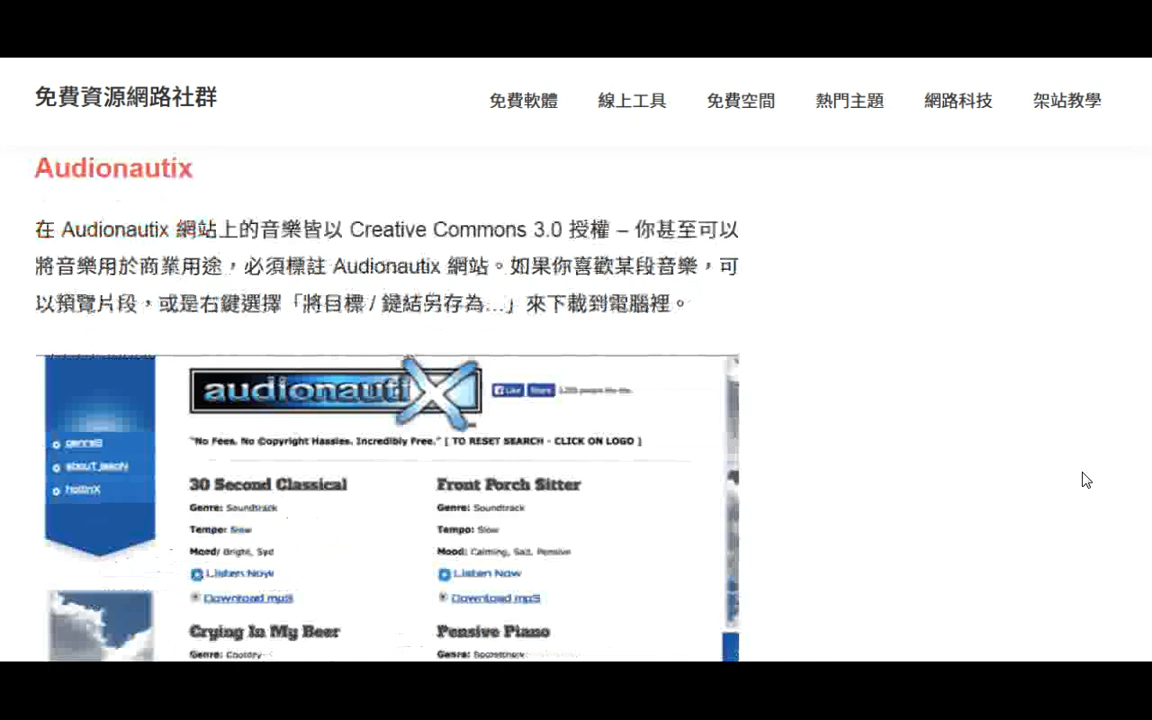 免費資源網路社群
免費軟體 線上工具 免費空間 熱門主題 網路科技 架站教學
Audionautix
在 Audionautix 網站上的音樂皆以 Creative Commons 3.0 授權 – 你甚至可以
將音樂用於商業用途，必須標註 Audionautix 網站。如果你喜歡某段音樂，可
以預覽片段，或是右鍵選擇「將目標 / 鏈結另存為…」來下載到電腦裡。
audionautiX
Like Share
"No Fees. No Copyright Hassles. Incredibly Free." [ TO RESET SEARCH - CLICK ON LOGO ]
genreS
abouT jasoN
hotlinX
30 Second Classical Front Porch Sitter
Genre: Soundtrack Genre: Soundtrack
Tempo: Slow Tempo: Slow
Mood: Bright, Mood: Calming, Sad, Pensive
Listen Now Listen Now
Download mp3 Download mp3
Crying In My Beer Pensive Piano
Genre: Country Genre: Soundtrack